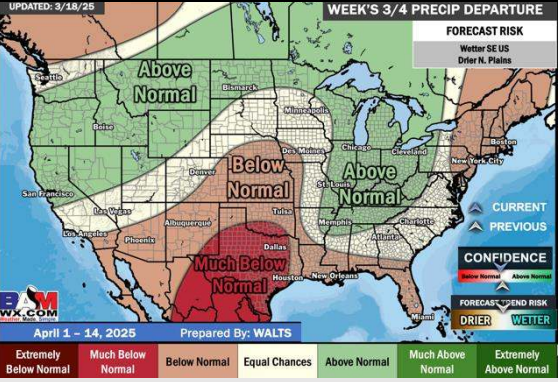 UPDATED: 3/18/25
WEEK'S 3/4 PRECIP DEPARTURE
FORECAST RISK
Wetter SE US
Drier N. Plains
Seattle
Above
Normal
Bismarck
Minneapolis
Boise
Boston
Chicago
Cleveland
New York City
Des Moines
Denver
Below
Normal
Above
Normal
St Louis
San Francisco
Las Vegas
Tulsa
Memphis
Charlotte
CURRENT
PREVIOUS
Los Angeles
Albuquerque
Phoenix
Atlanta
Dallas
Much Below
Normal
Houston
New Orleans
Miami
CONFIDENCE
Below Normal
Above Normal
FORECAST TREND RISK
DRIER
WETTER
BAM
WX.COM
Weather. Made. Simple.
April 1 – 14, 2025
Prepared By: WALTS
Extremely
Below Normal
Much Below
Normal
Below Normal
Equal Chances
Above Normal
Much Above
Normal
Extremely
Above Normal